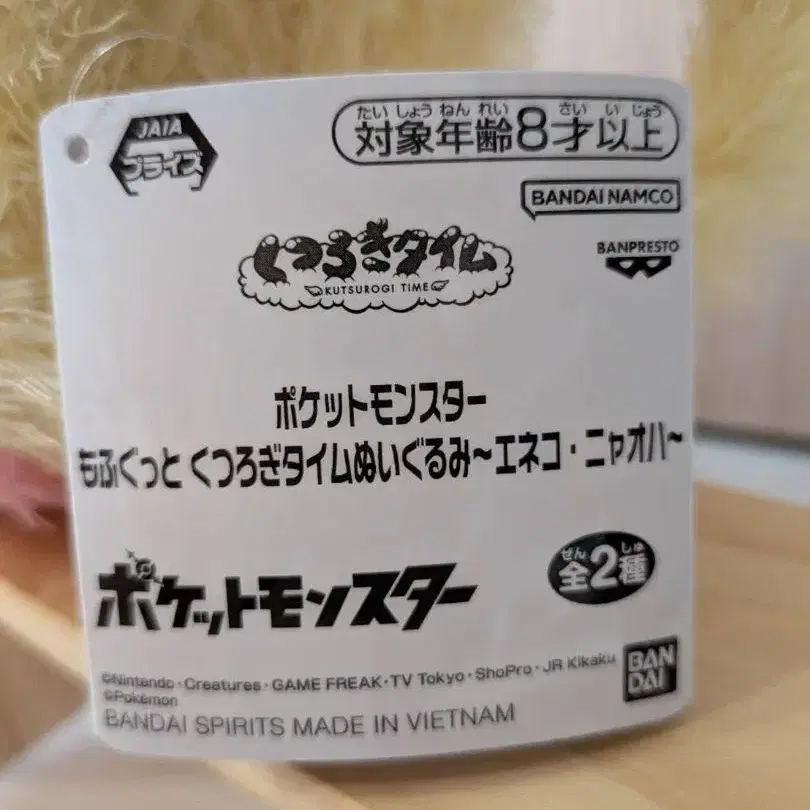 JAIA
プライズ
たいしょうねんれい さいいじょう
対象年齢8才以上
BANDAI NAMCO
BANPRESTO
くつろぎタイム
KUTSUROGI TIME
ポケットモンスター
もふぐっと くつろぎタイムぬいぐるみ~エネコ・ニャオハ~
ポケットモンスター
ぜん しゅ
全2種
©Nintendo・Creatures・GAME FREAK・TV Tokyo・ShoPro・JR Kikaku
©Pokémon
BANDAI SPIRITS MADE IN VIETNAM
BAN
DAI